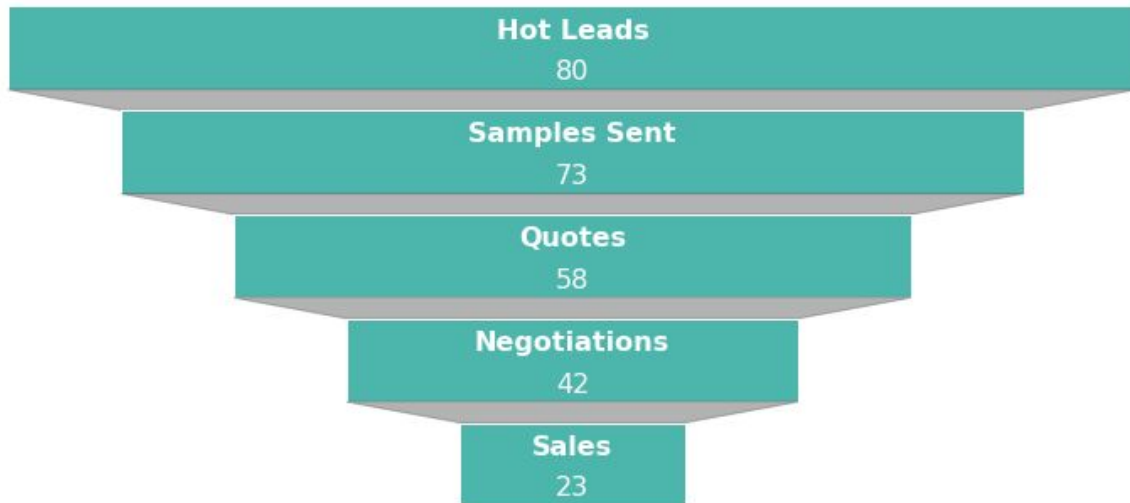 Hot Leads
80
Samples Sent
73
Quotes
58
Negotiations
42
Sales
23